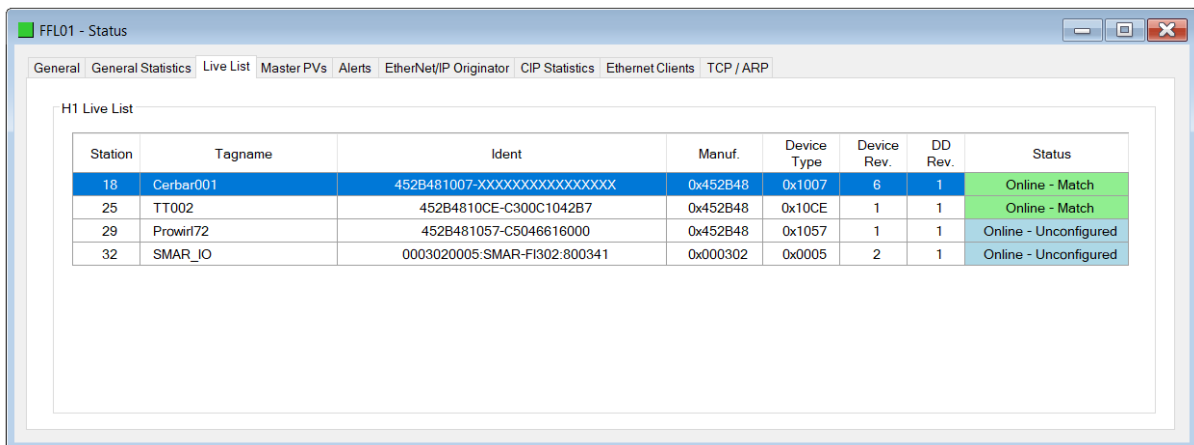 FFL01 - Status
General General Statistics Live List Master PVs Alerts EtherNet/IP Originator CIP Statistics Ethernet Clients TCP / ARP
H1 Live List
Station Tagname Ident Manuf. Device Type Device Rev. DD Rev. Status
18 Cerbar001 452B481007-XXXXXXXXXXXXXXXX 0x452B48 0x1007 6 1 Online - Match
25 TT002 452B4810CE-C300C1042B7 0x452B48 0x10CE 1 1 Online - Match
29 Prowirl72 452B481057-C5046616000 0x452B48 0x1057 1 1 Online - Unconfigured
32 SMAR_IO 0003020005:SMAR-FI302:800341 0x000302 0x0005 2 1 Online - Unconfigured